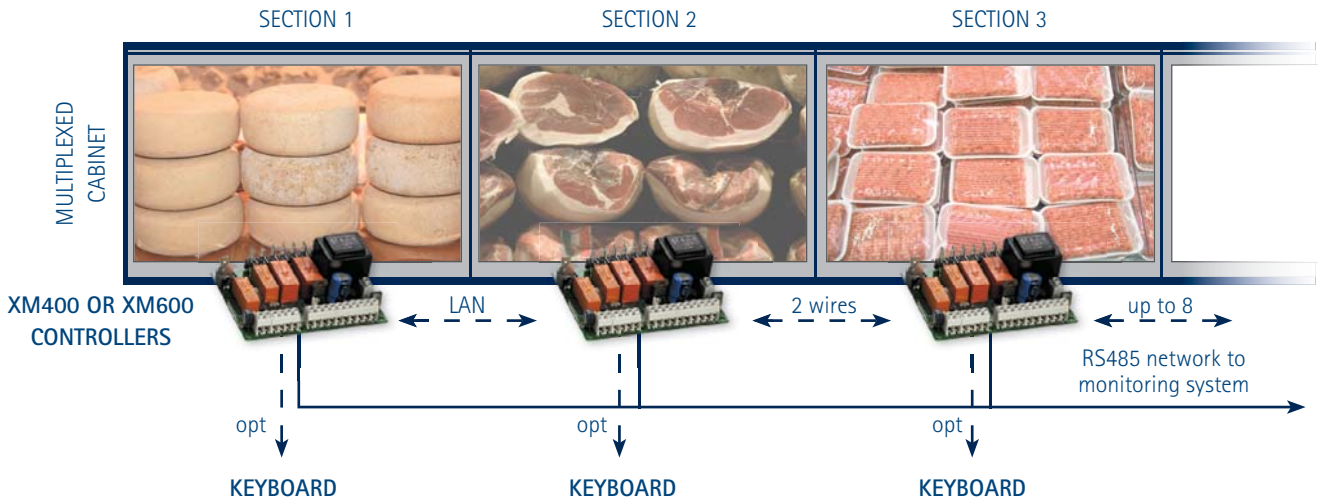 SECTION 1
SECTION 2
SECTION 3
MULTIPLEXED
CABINET
XM400 OR XM600
CONTROLLERS
LAN
2 wires
up to 8
RS485 network to
monitoring system
opt
opt
opt
KEYBOARD
KEYBOARD
KEYBOARD